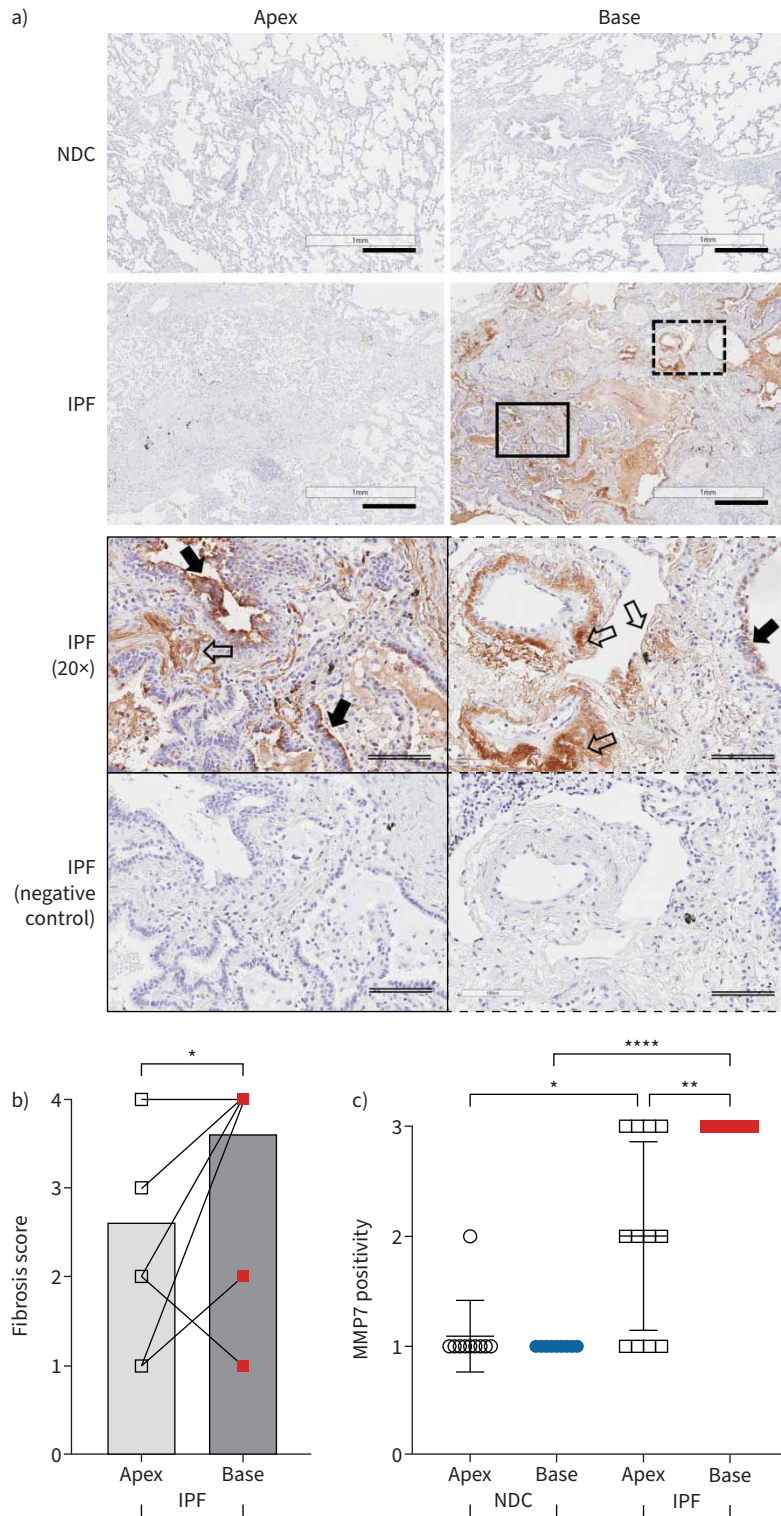 a)
Apex Base
NDC
1mm 1mm
IPF
1mm 1mm
IPF
(20×)
IPF
(negative
control)
b)
*
Fibrosis score
4
3
2
1
0
Apex Base
IPF
c)
****
* **
MMP7 positivity
3
2
1
0
Apex Base Apex Base
NDC IPF